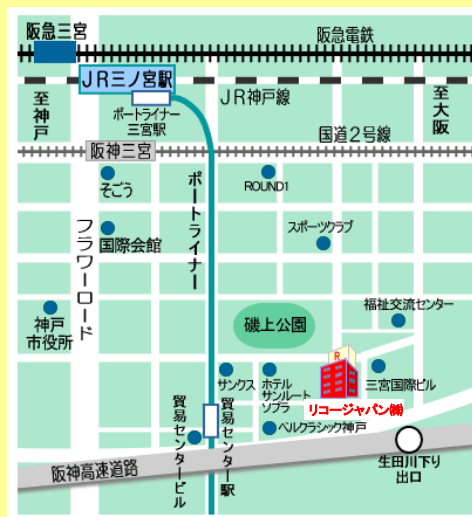 阪急三宮
阪急電鉄
JR三ノ宮駅
至神戸
ポートライナー
三宮駅
JR神戸線
至大阪
国道2号線
阪神三宮
そごう
ROUND1
ポートライナー
フラワーロード
国際会館
スポーツクラブ
神戸
市役所
磯上公園
福祉交流センター
R
サンクス
ホテル
サンルート
ソプラ
三宮国際ビル
リコージャパン㈱
貿易センター駅
貿易センタービル
ベルクラシック神戸
阪神高速道路
生田川下り
出口